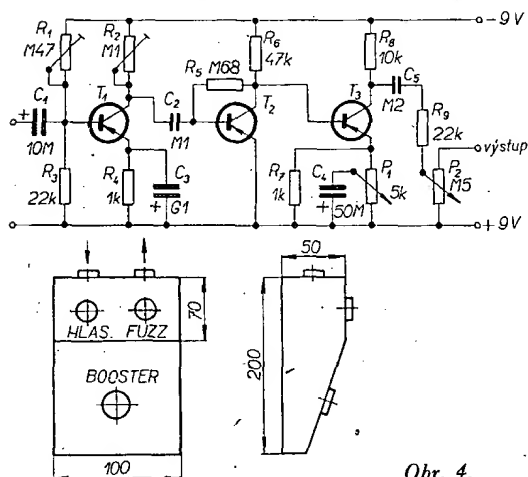 R1 M47
R2 M1
R6 47k
R8 10k
− 9 V
C1 10M
T1
C2 M1
R5 M68
T2
T3
C5 M2
R9 22k
výstup
R3 22k
R4 1k
C3 G1
R7 1k
C4 50M
P1 5k
P2 M5
+ 9V
50
70
HLAS. FUZZ
BOOSTER
200
100
Obr. 4